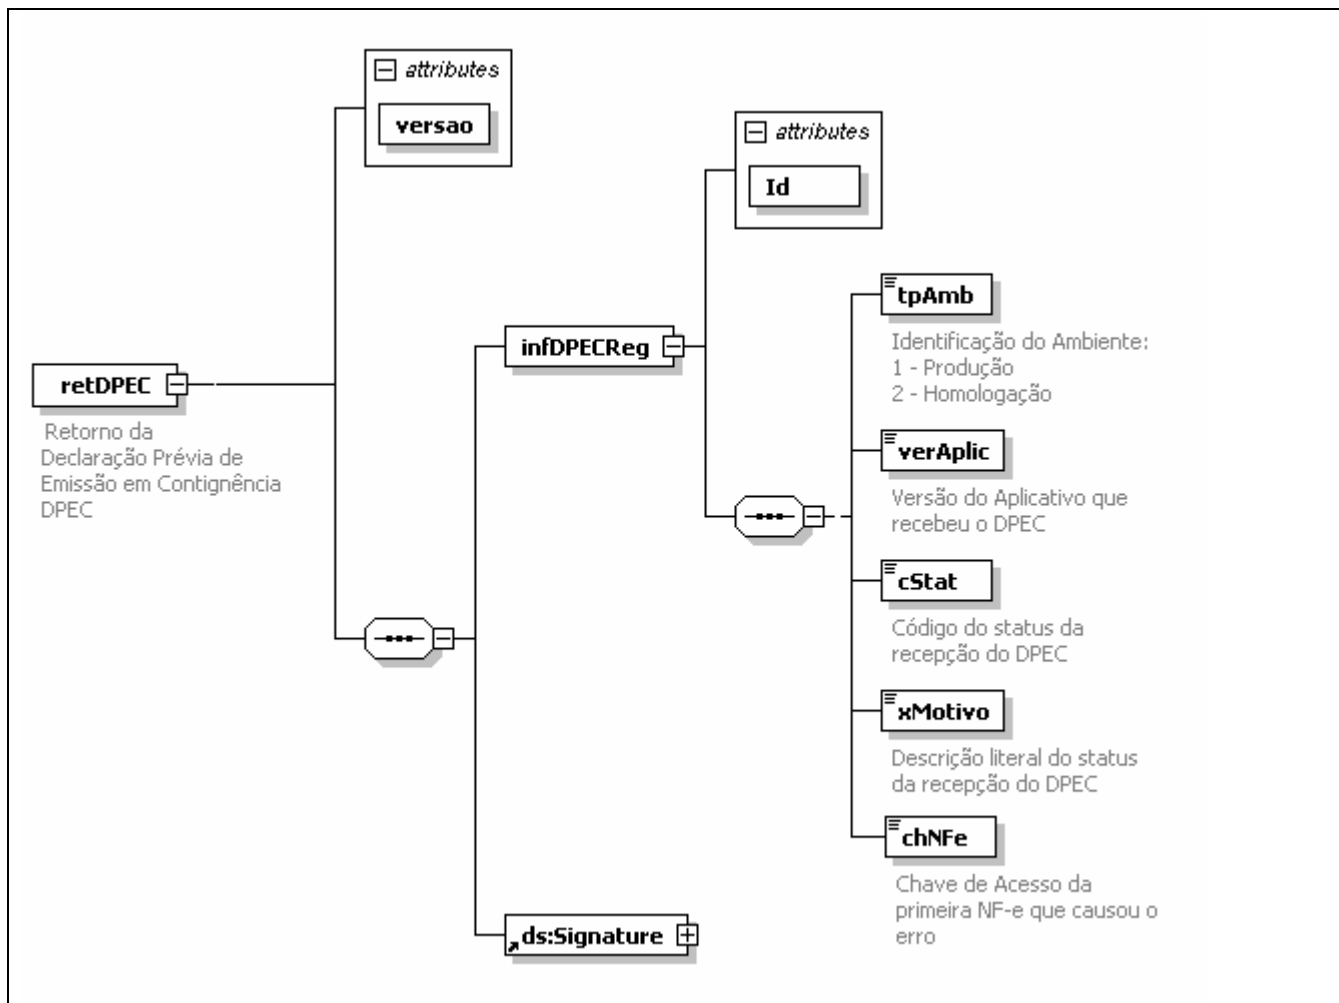 attributes
versao
attributes
Id
tpAmb
Identificação do Ambiente:
1 - Produção
2 - Homologação
infDPECReg
retDPEC
Retorno da
Declaração Prévia de
Emissão em Contignência
DPEC
verAplic
Versão do Aplicativo que
recebeu o DPEC
cStat
Código do status da
recepção do DPEC
xMotivo
Descrição literal do status
da recepção do DPEC
chNFe
Chave de Acesso da
primeira NF-e que causou o
erro
ds:Signature